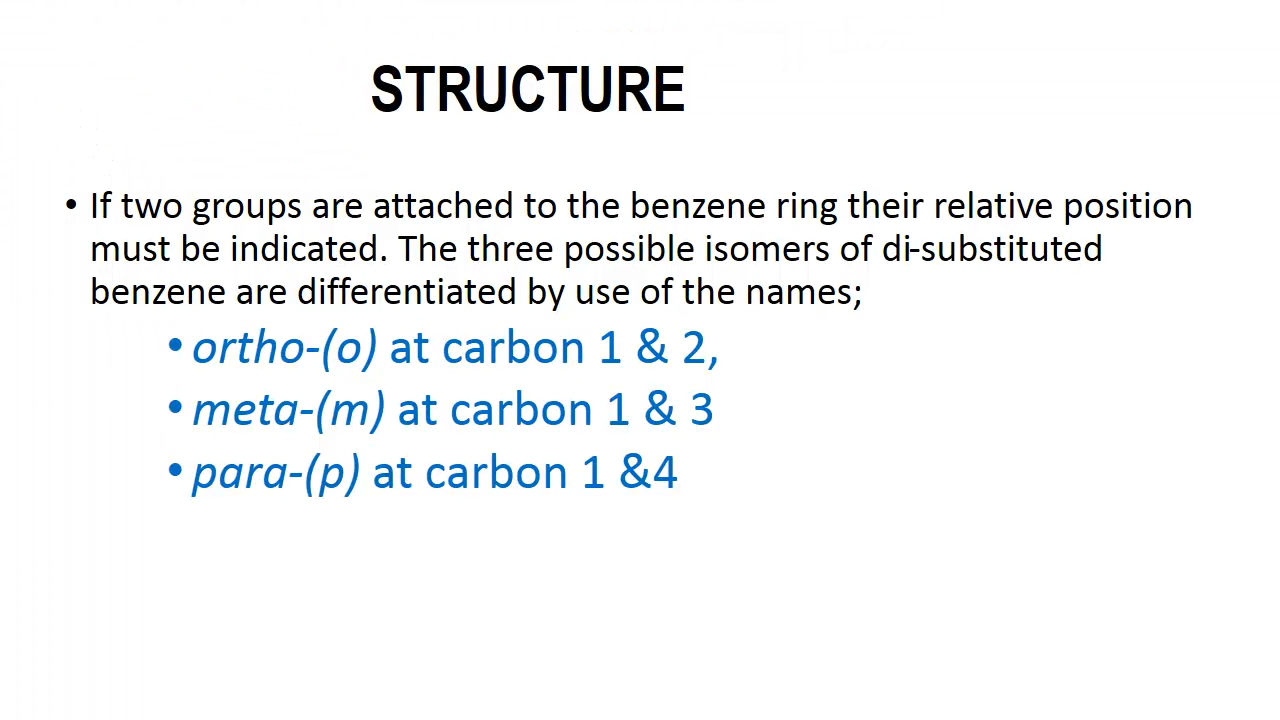 STRUCTURE
• If two groups are attached to the benzene ring their relative position
must be indicated. The three possible isomers of di-substituted
benzene are differentiated by use of the names;
• ortho-(o) at carbon 1 & 2,
• meta-(m) at carbon 1 & 3
• para-(p) at carbon 1 &4